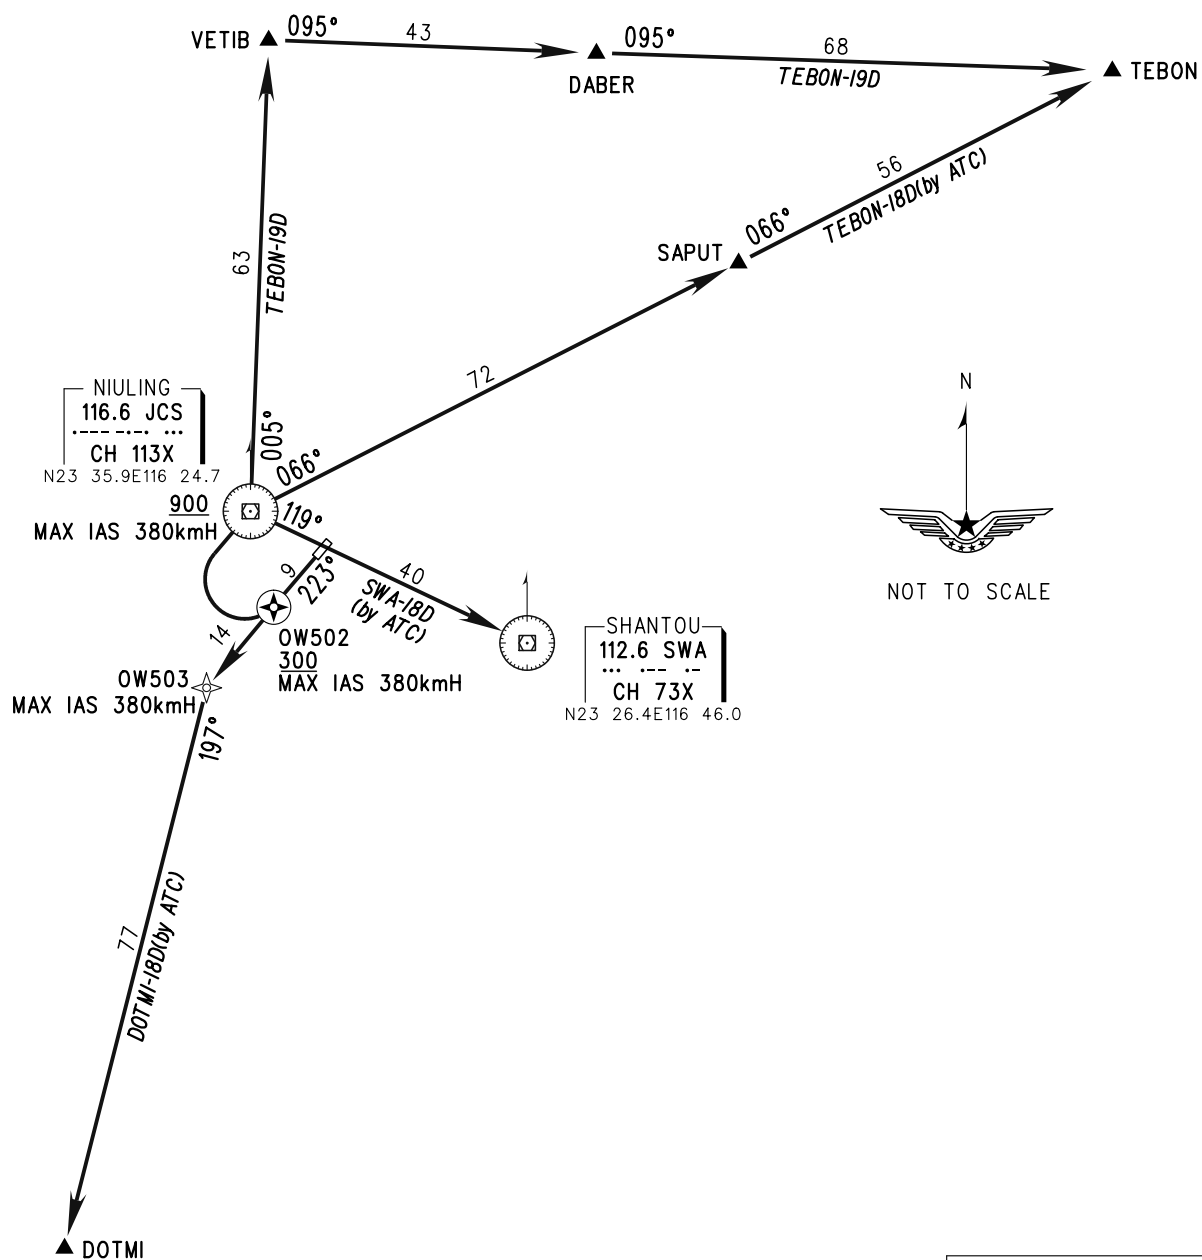 VETIB
095°
43
095°
68
TEBON
DABER
TEBON-19D
63
TEBON-19D
56
TEBON-18D(by ATC)
066°
SAPUT
72
N
NIULING
116.6 JCS
CH 113X
N23 35.9E116 24.7
005°
066°
900
MAX IAS 380kmH
119°
9
223°
40
SWA-18D
(by ATC)
NOT TO SCALE
14
OW502
300
MAX IAS 380kmH
SHANTOU
112.6 SWA
CH 73X
N23 26.4E116 46.0
OW503
MAX IAS 380kmH
197°
77
DOTMI-18D(by ATC)
DOTMI